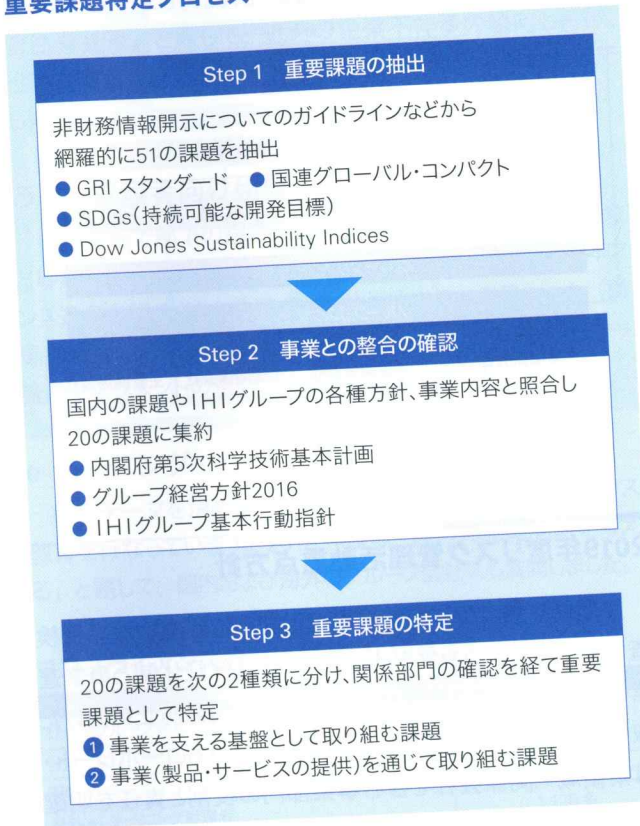 重要課題特定プロセス
Step 1 重要課題の抽出
非財務情報開示についてのガイドラインなどから
網羅的に51の課題を抽出
● GRI スタンダード ● 国連グローバル・コンパクト
● SDGs(持続可能な開発目標)
● Dow Jones Sustainability Indices
Step 2 事業との整合の確認
国内の課題やIHIグループの各種方針、事業内容と照合し
20の課題に集約
● 内閣府第5次科学技術基本計画
● グループ経営方針2016
● IHIグループ基本行動指針
Step 3 重要課題の特定
20の課題を次の2種類に分け、関係部門の確認を経て重要
課題として特定
❶ 事業を支える基盤として取り組む課題
❷ 事業(製品・サービスの提供)を通じて取り組む課題